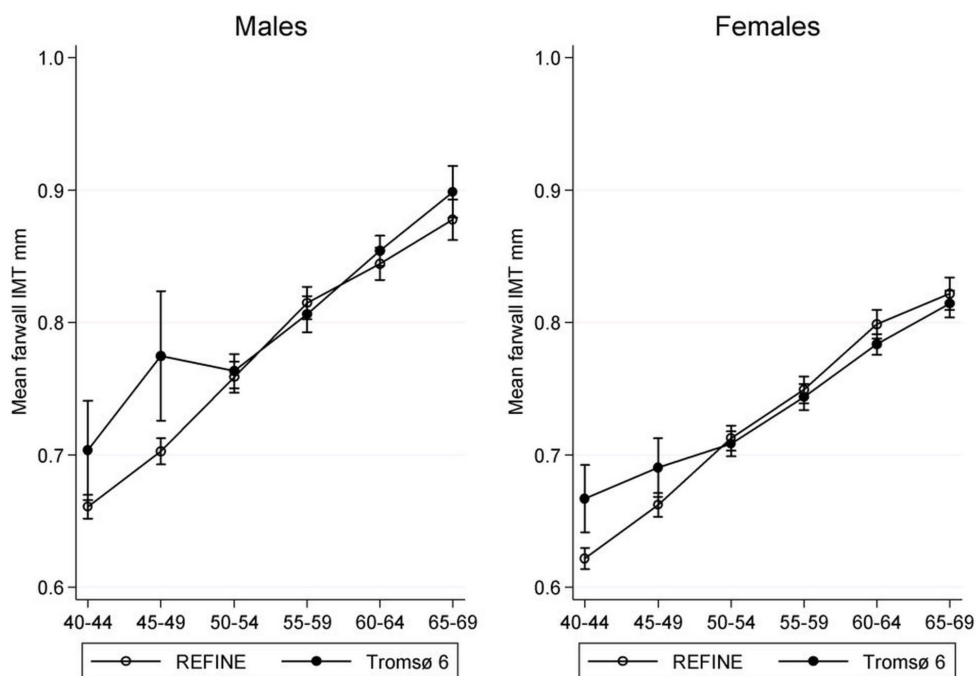 Males
Mean farwall IMT mm
1.0
0.9
0.8
0.7
0.6
40-44 45-49 50-54 55-59 60-64 65-69
REFINE Tromsø 6
Females
Mean farwall IMT mm
1.0
0.9
0.8
0.7
0.6
40-44 45-49 50-54 55-59 60-64 65-69
REFINE Tromsø 6